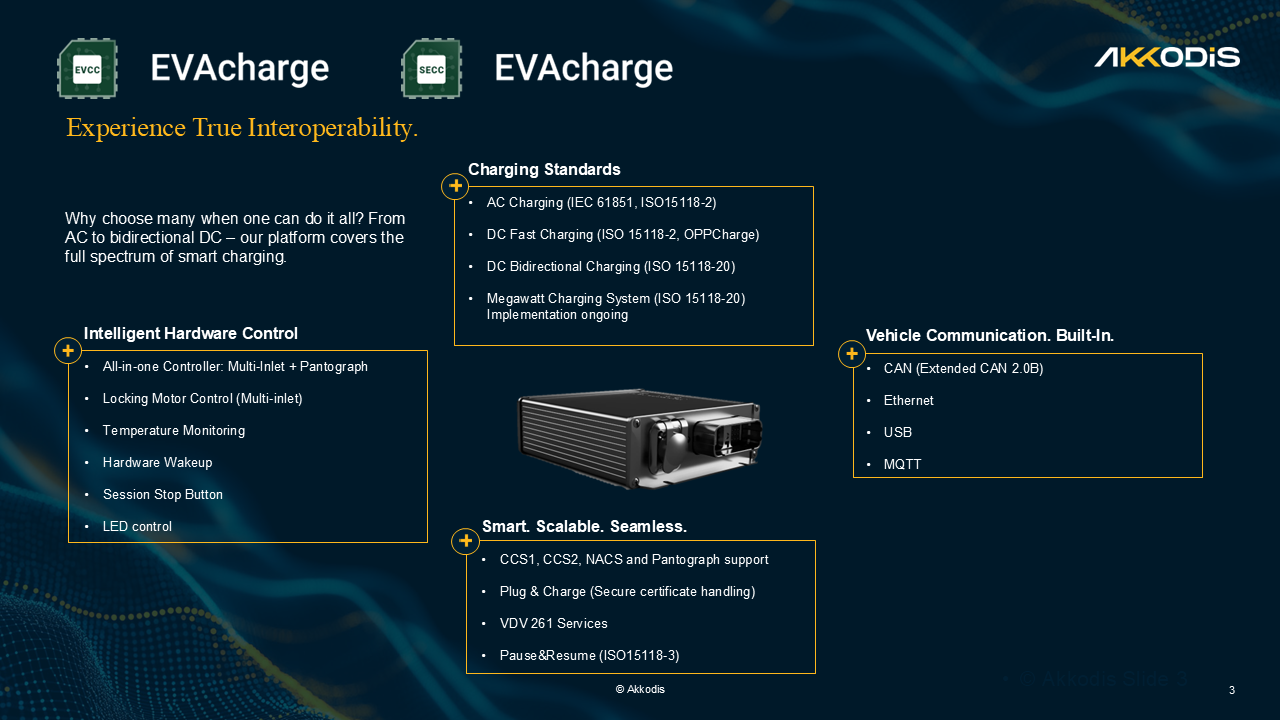 EVCC
EVAcharge
SECC
EVAcharge
AKKODIS
Experience True Interoperability.
Why choose many when one can do it all? From
AC to bidirectional DC – our platform covers the
full spectrum of smart charging.
Charging Standards
• AC Charging (IEC 61851, ISO15118-2)
• DC Fast Charging (ISO 15118-2, OPPCharge)
• DC Bidirectional Charging (ISO 15118-20)
• Megawatt Charging System (ISO 15118-20)
Implementation ongoing
Intelligent Hardware Control
• All-in-one Controller: Multi-Inlet + Pantograph
• Locking Motor Control (Multi-inlet)
• Temperature Monitoring
• Hardware Wakeup
• Session Stop Button
• LED control
Vehicle Communication. Built-In.
• CAN (Extended CAN 2.0B)
• Ethernet
• USB
• MQTT
Smart. Scalable. Seamless.
• CCS1, CCS2, NACS and Pantograph support
• Plug & Charge (Secure certificate handling)
• VDV 261 Services
• Pause&Resume (ISO15118-3)
© Akkodis Slide 3
© Akkodis
3